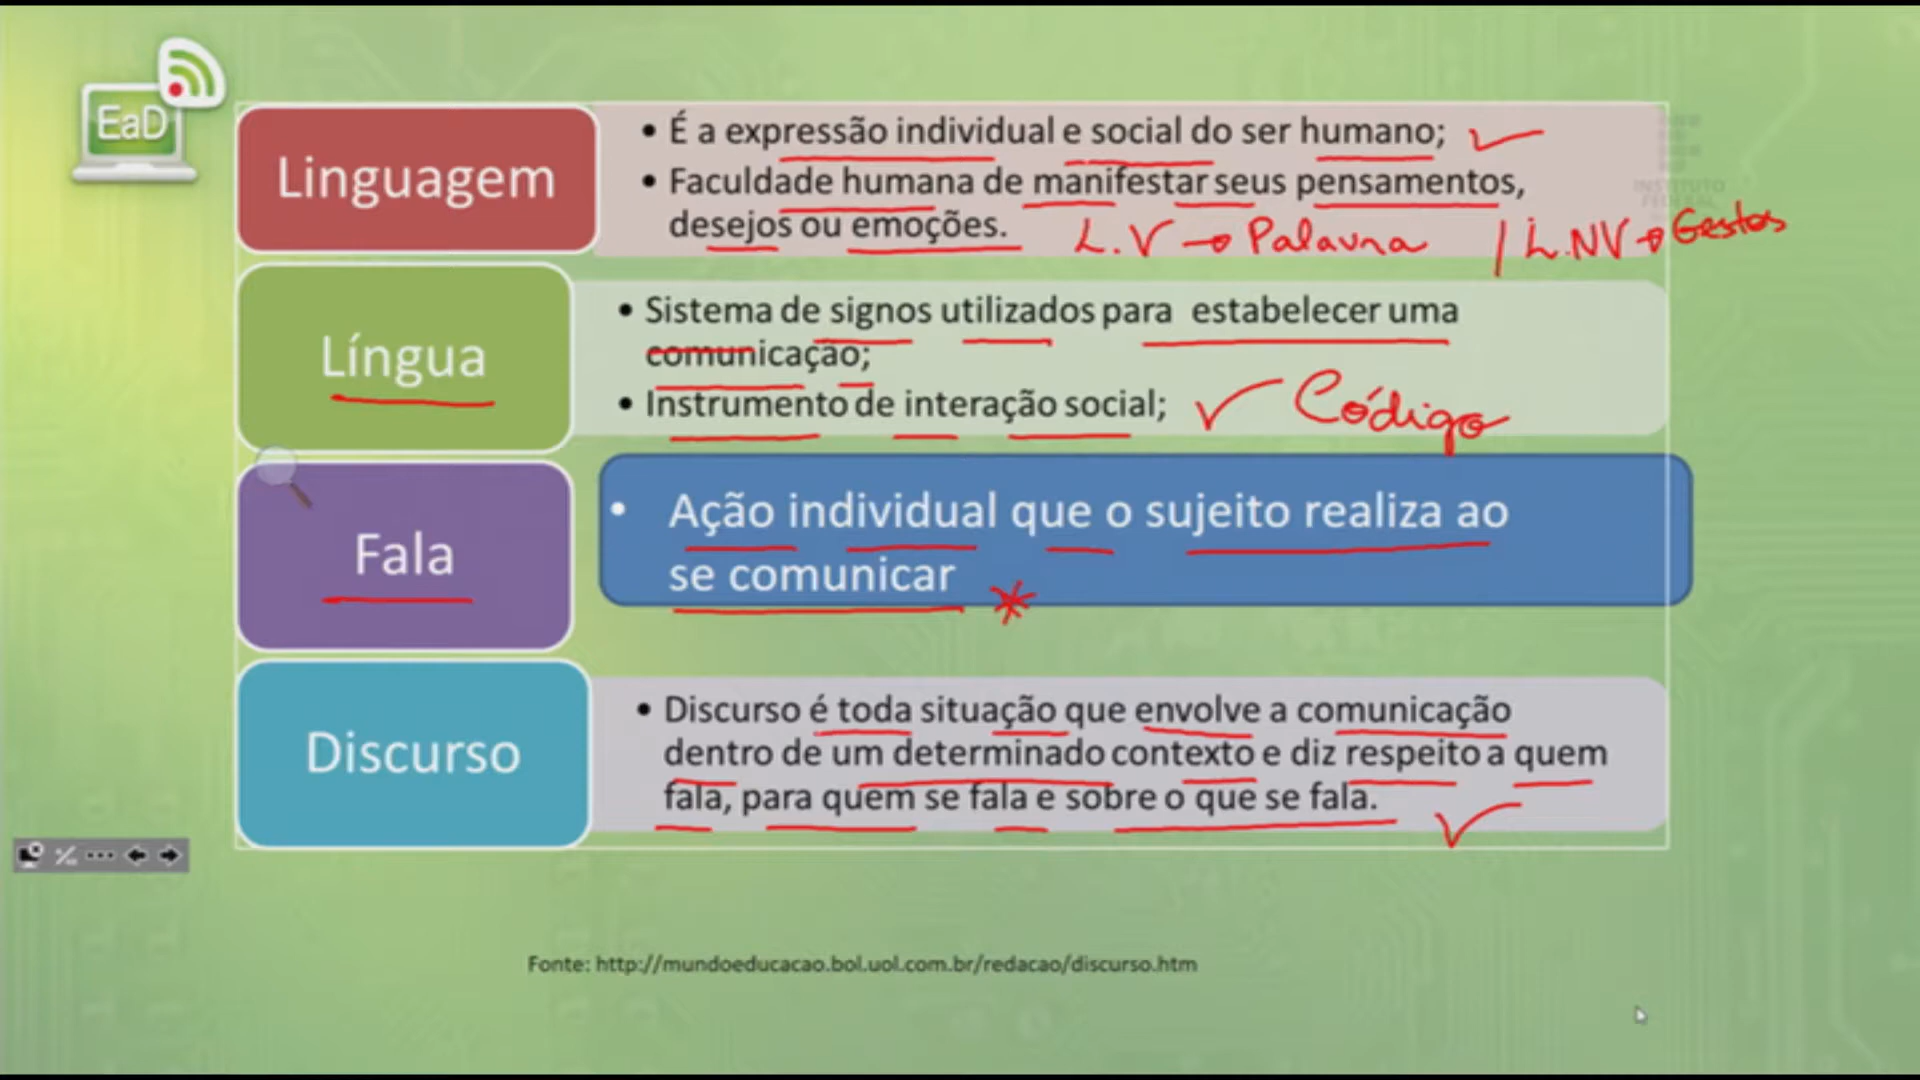 EaD
Linguagem
• É a expressão individual e social do ser humano;
• Faculdade humana de manifestar seus pensamentos,
desejos ou emoções.
L.V → Palavra / L.NV → Gestos
INSTITUTO
FEDERAL
Língua
• Sistema de signos utilizados para estabelecer uma
comunicação;
• Instrumento de interação social;
Código
Fala
• Ação individual que o sujeito realiza ao
se comunicar *
Discurso
• Discurso é toda situação que envolve a comunicação
dentro de um determinado contexto e diz respeito a quem
fala, para quem se fala e sobre o que se fala.
Fonte: http://mundoeducacao.bol.uol.com.br/redacao/discurso.htm